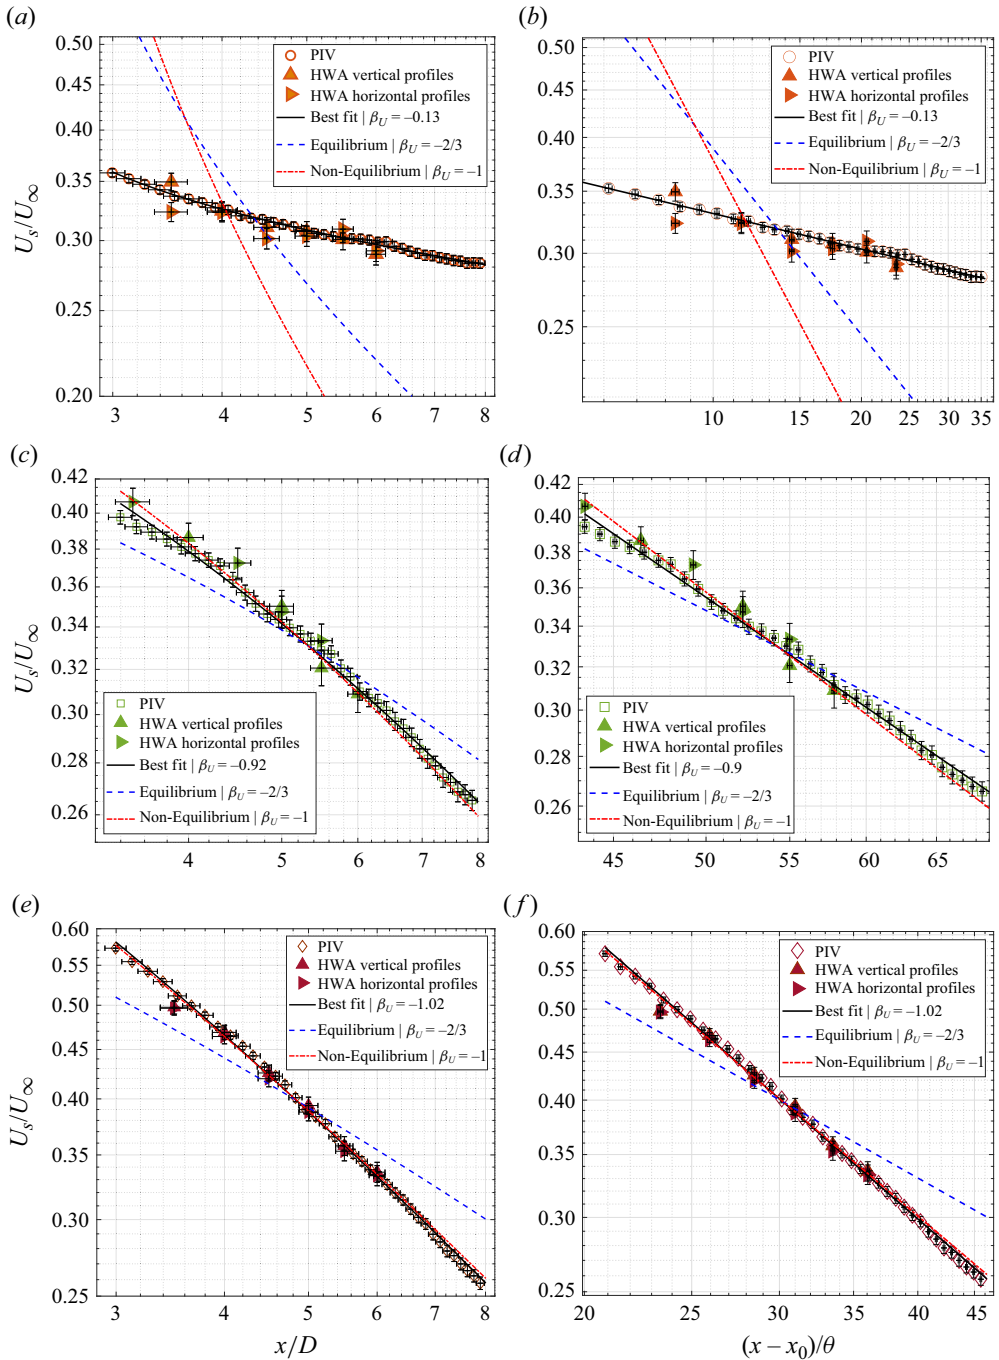 (a)
0.50
0.40
0.35
0.30
0.25
0.20
U_s/U_∞
3
4
5
6
7
8
PIV
HWA vertical profiles
HWA horizontal profiles
Best fit | β_U = –0.13
Equilibrium | β_U = –2/3
Non-Equilibrium | β_U = –1
(b)
0.50
0.40
0.35
0.30
0.25
10
15
20
25
30
35
PIV
HWA vertical profiles
HWA horizontal profiles
Best fit | β_U = –0.13
Equilibrium | β_U = –2/3
Non-Equilibrium | β_U = –1
(c)
0.42
0.40
0.38
0.36
0.34
0.32
0.30
0.28
0.26
U_s/U_∞
4
5
6
7
8
PIV
HWA vertical profiles
HWA horizontal profiles
Best fit | β_U = –0.92
Equilibrium | β_U = –2/3
Non-Equilibrium | β_U = –1
(d)
0.42
0.40
0.38
0.36
0.34
0.32
0.30
0.28
0.26
45
50
55
60
65
PIV
HWA vertical profiles
HWA horizontal profiles
Best fit | β_U = –0.9
Equilibrium | β_U = –2/3
Non-Equilibrium | β_U = –1
(e)
0.60
0.55
0.50
0.45
0.40
0.35
0.30
0.25
U_s/U_∞
3
4
5
6
7
8
x/D
PIV
HWA vertical profiles
HWA horizontal profiles
Best fit | β_U = –1.02
Equilibrium | β_U = –2/3
Non-Equilibrium | β_U = –1
(f)
0.60
0.55
0.50
0.45
0.40
0.35
0.30
0.25
20
25
30
35
40
45
(x – x_0)/θ
PIV
HWA vertical profiles
HWA horizontal profiles
Best fit | β_U = –1.02
Equilibrium | β_U = –2/3
Non-Equilibrium | β_U = –1